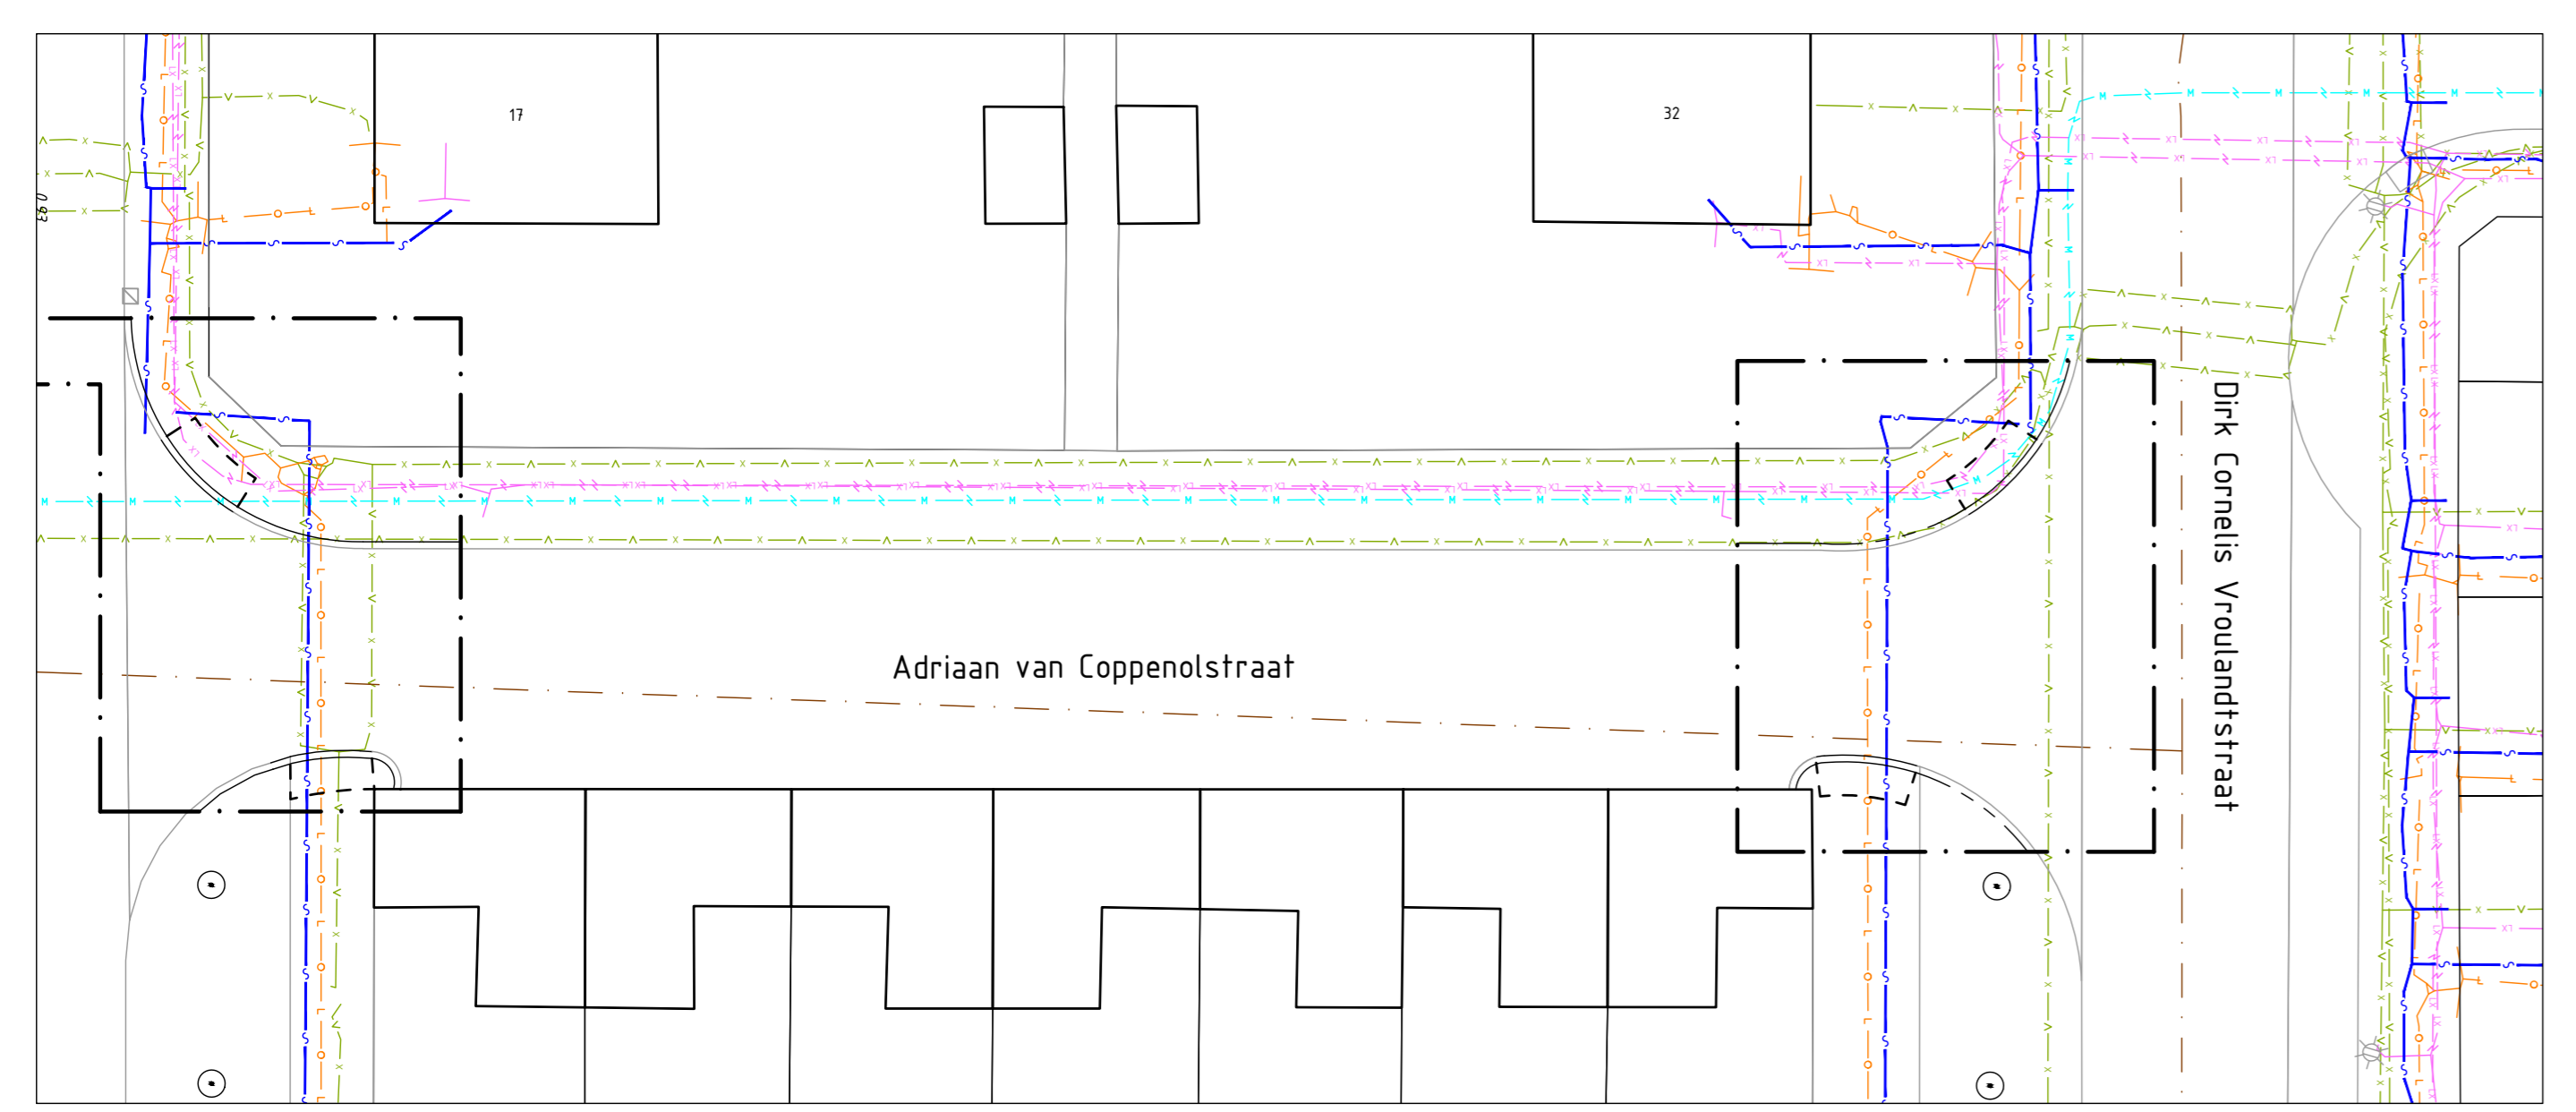 17
32
Adriaan van Coppenolstraat
Dirk Cornelis Vroulandtstraat